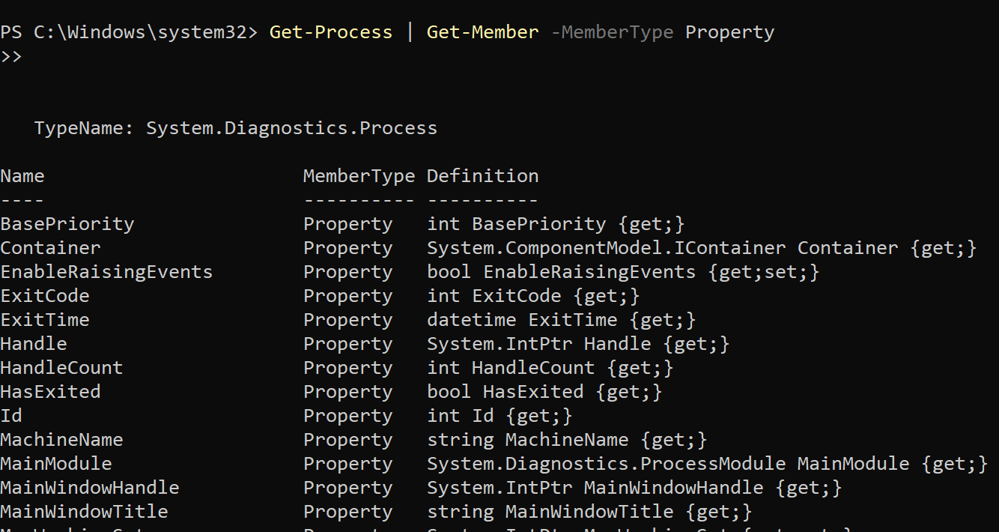 PS C:\Windows\system32> Get-Process | Get-Member -MemberType Property
>>
TypeName: System.Diagnostics.Process
Name MemberType Definition
---- ---------- ----------
BasePriority Property int BasePriority {get;}
Container Property System.ComponentModel.IContainer Container {get;}
EnableRaisingEvents Property bool EnableRaisingEvents {get;set;}
ExitCode Property int ExitCode {get;}
ExitTime Property datetime ExitTime {get;}
Handle Property System.IntPtr Handle {get;}
HandleCount Property int HandleCount {get;}
HasExited Property bool HasExited {get;}
Id Property int Id {get;}
MachineName Property string MachineName {get;}
MainModule Property System.Diagnostics.ProcessModule MainModule {get;}
MainWindowHandle Property System.IntPtr MainWindowHandle {get;}
MainWindowTitle Property string MainWindowTitle {get;}